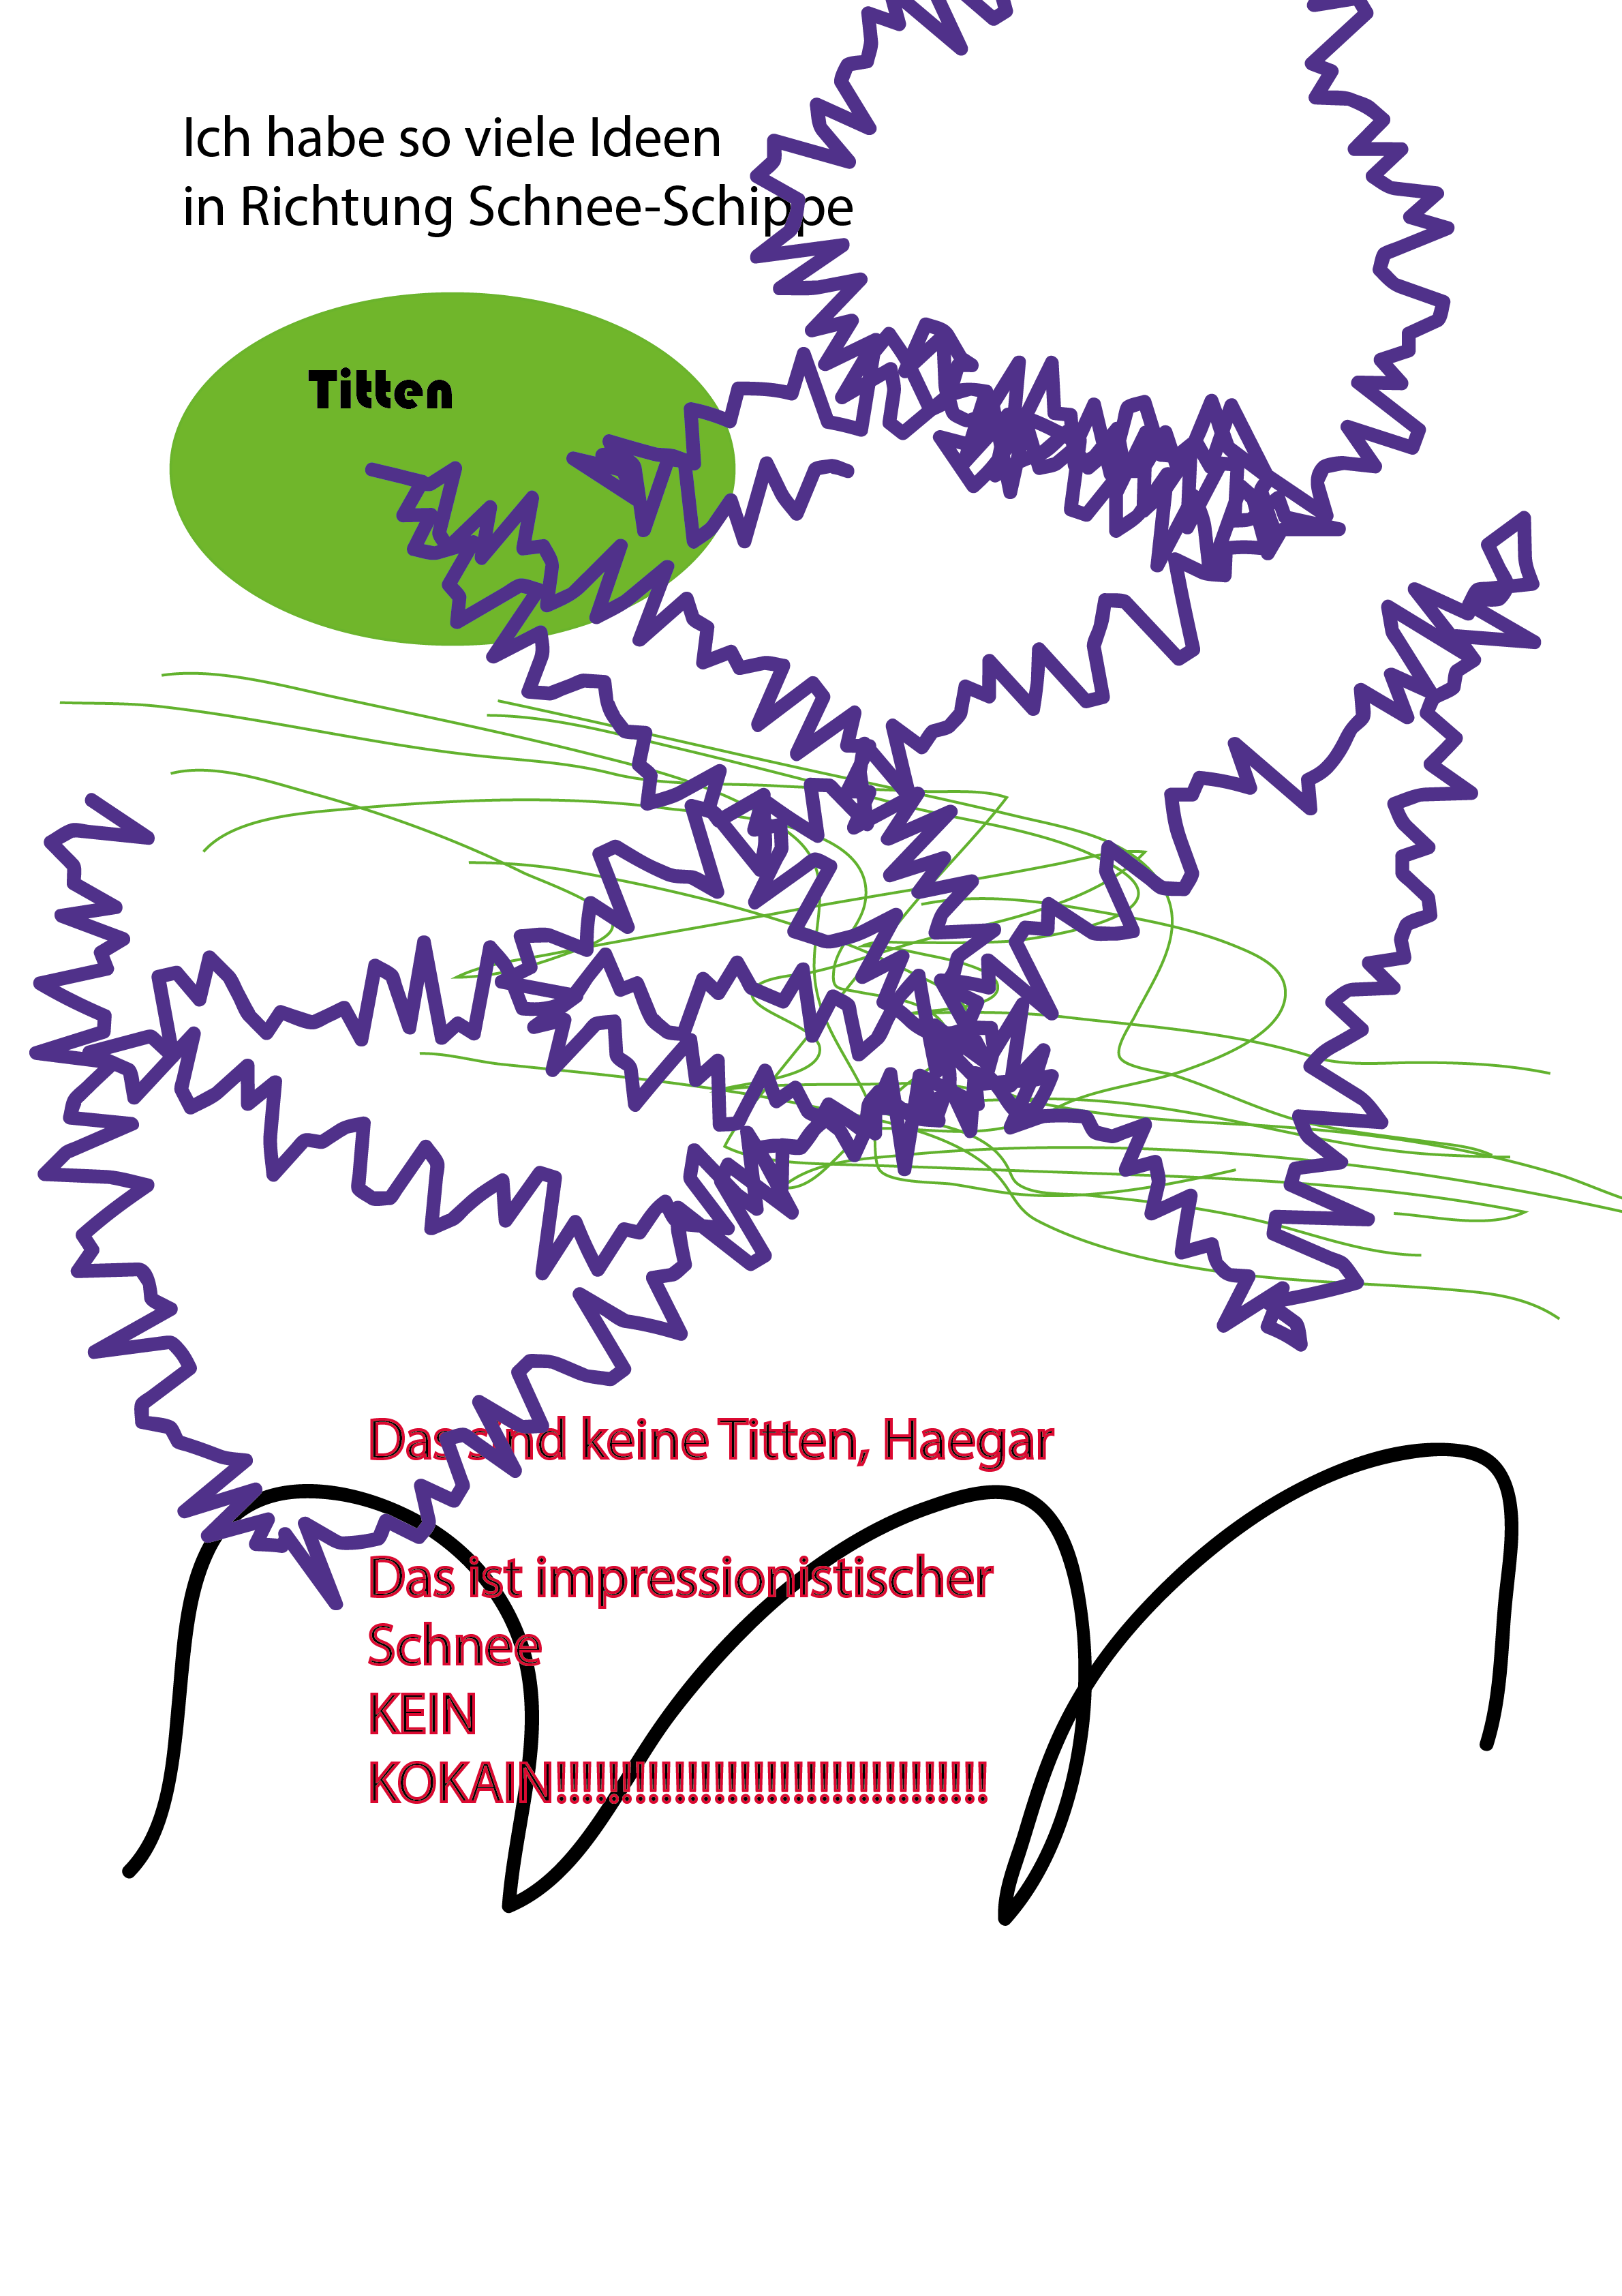 Ich habe so viele Ideen
in Richtung Schnee-Schippe
Titten
Das sind keine Titten, Haegar
Das ist impressionistischer
Schnee
KEIN
KOKAIN!!!!!!!!!!!!!!!!!!!!!!!!!!!!!!!!!